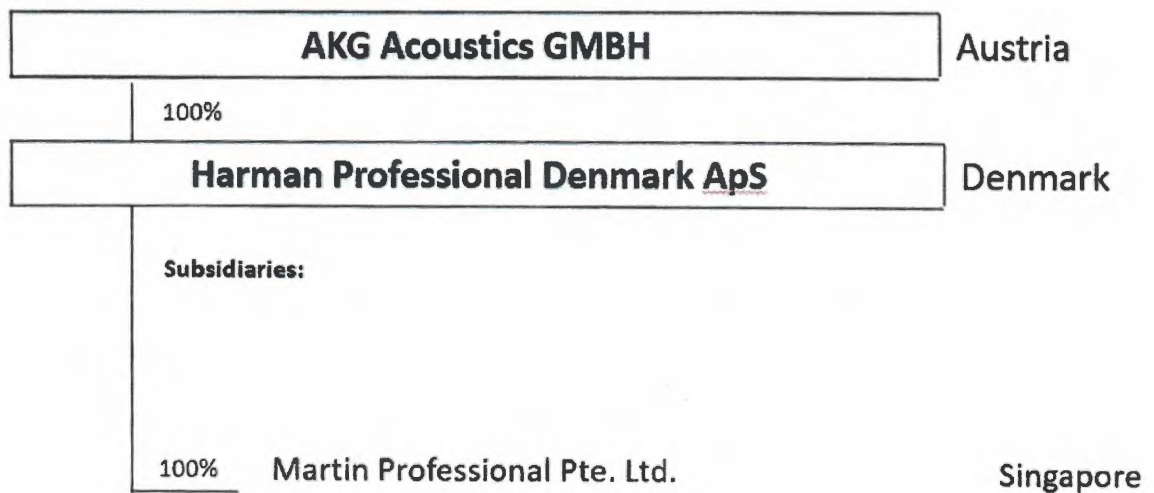 AKG Acoustics GMBH Austria
100%
Harman Professional Denmark ApS Denmark
Subsidiaries:
100% Martin Professional Pte. Ltd. Singapore